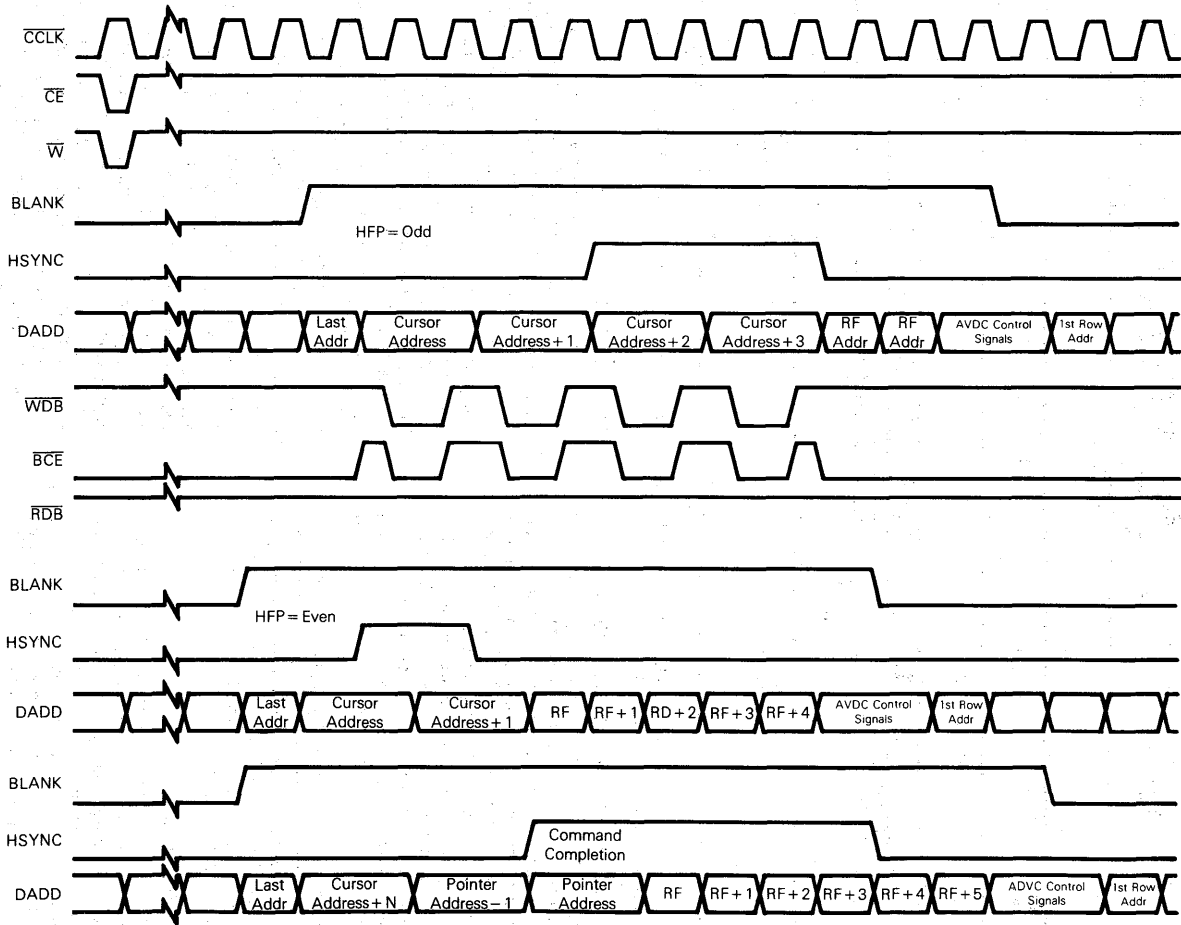 CCLK
CE
W
BLANK
HFP = Odd
HSYNC
DADD
Last Addr
Cursor Address
Cursor Address + 1
Cursor Address + 2
Cursor Address + 3
RF Addr
RF Addr
AVDC Control Signals
1st Row Addr
WDB
BCE
RDB
BLANK
HFP = Even
HSYNC
DADD
Last Addr
Cursor Address
Cursor Address + 1
RF
RF + 1
RD + 2
RF + 3
RF + 4
AVDC Control Signals
1st Row Addr
BLANK
HSYNC
Command Completion
DADD
Last Addr
Cursor Address + N
Pointer Address – 1
Pointer Address
RF
RF + 1
RF + 2
RF + 3
RF + 4
RF + 5
ADVC Control Signals
1st Row Addr